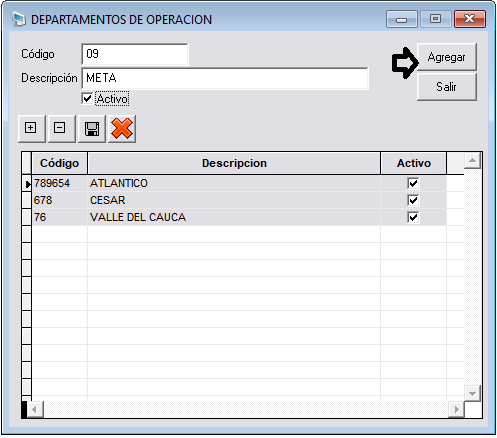 DEPARTAMENTOS DE OPERACION
Código 09 Agregar
Descripción META Salir
Activo
Código Descripcion Activo
789654 ATLANTICO
678 CESAR
76 VALLE DEL CAUCA